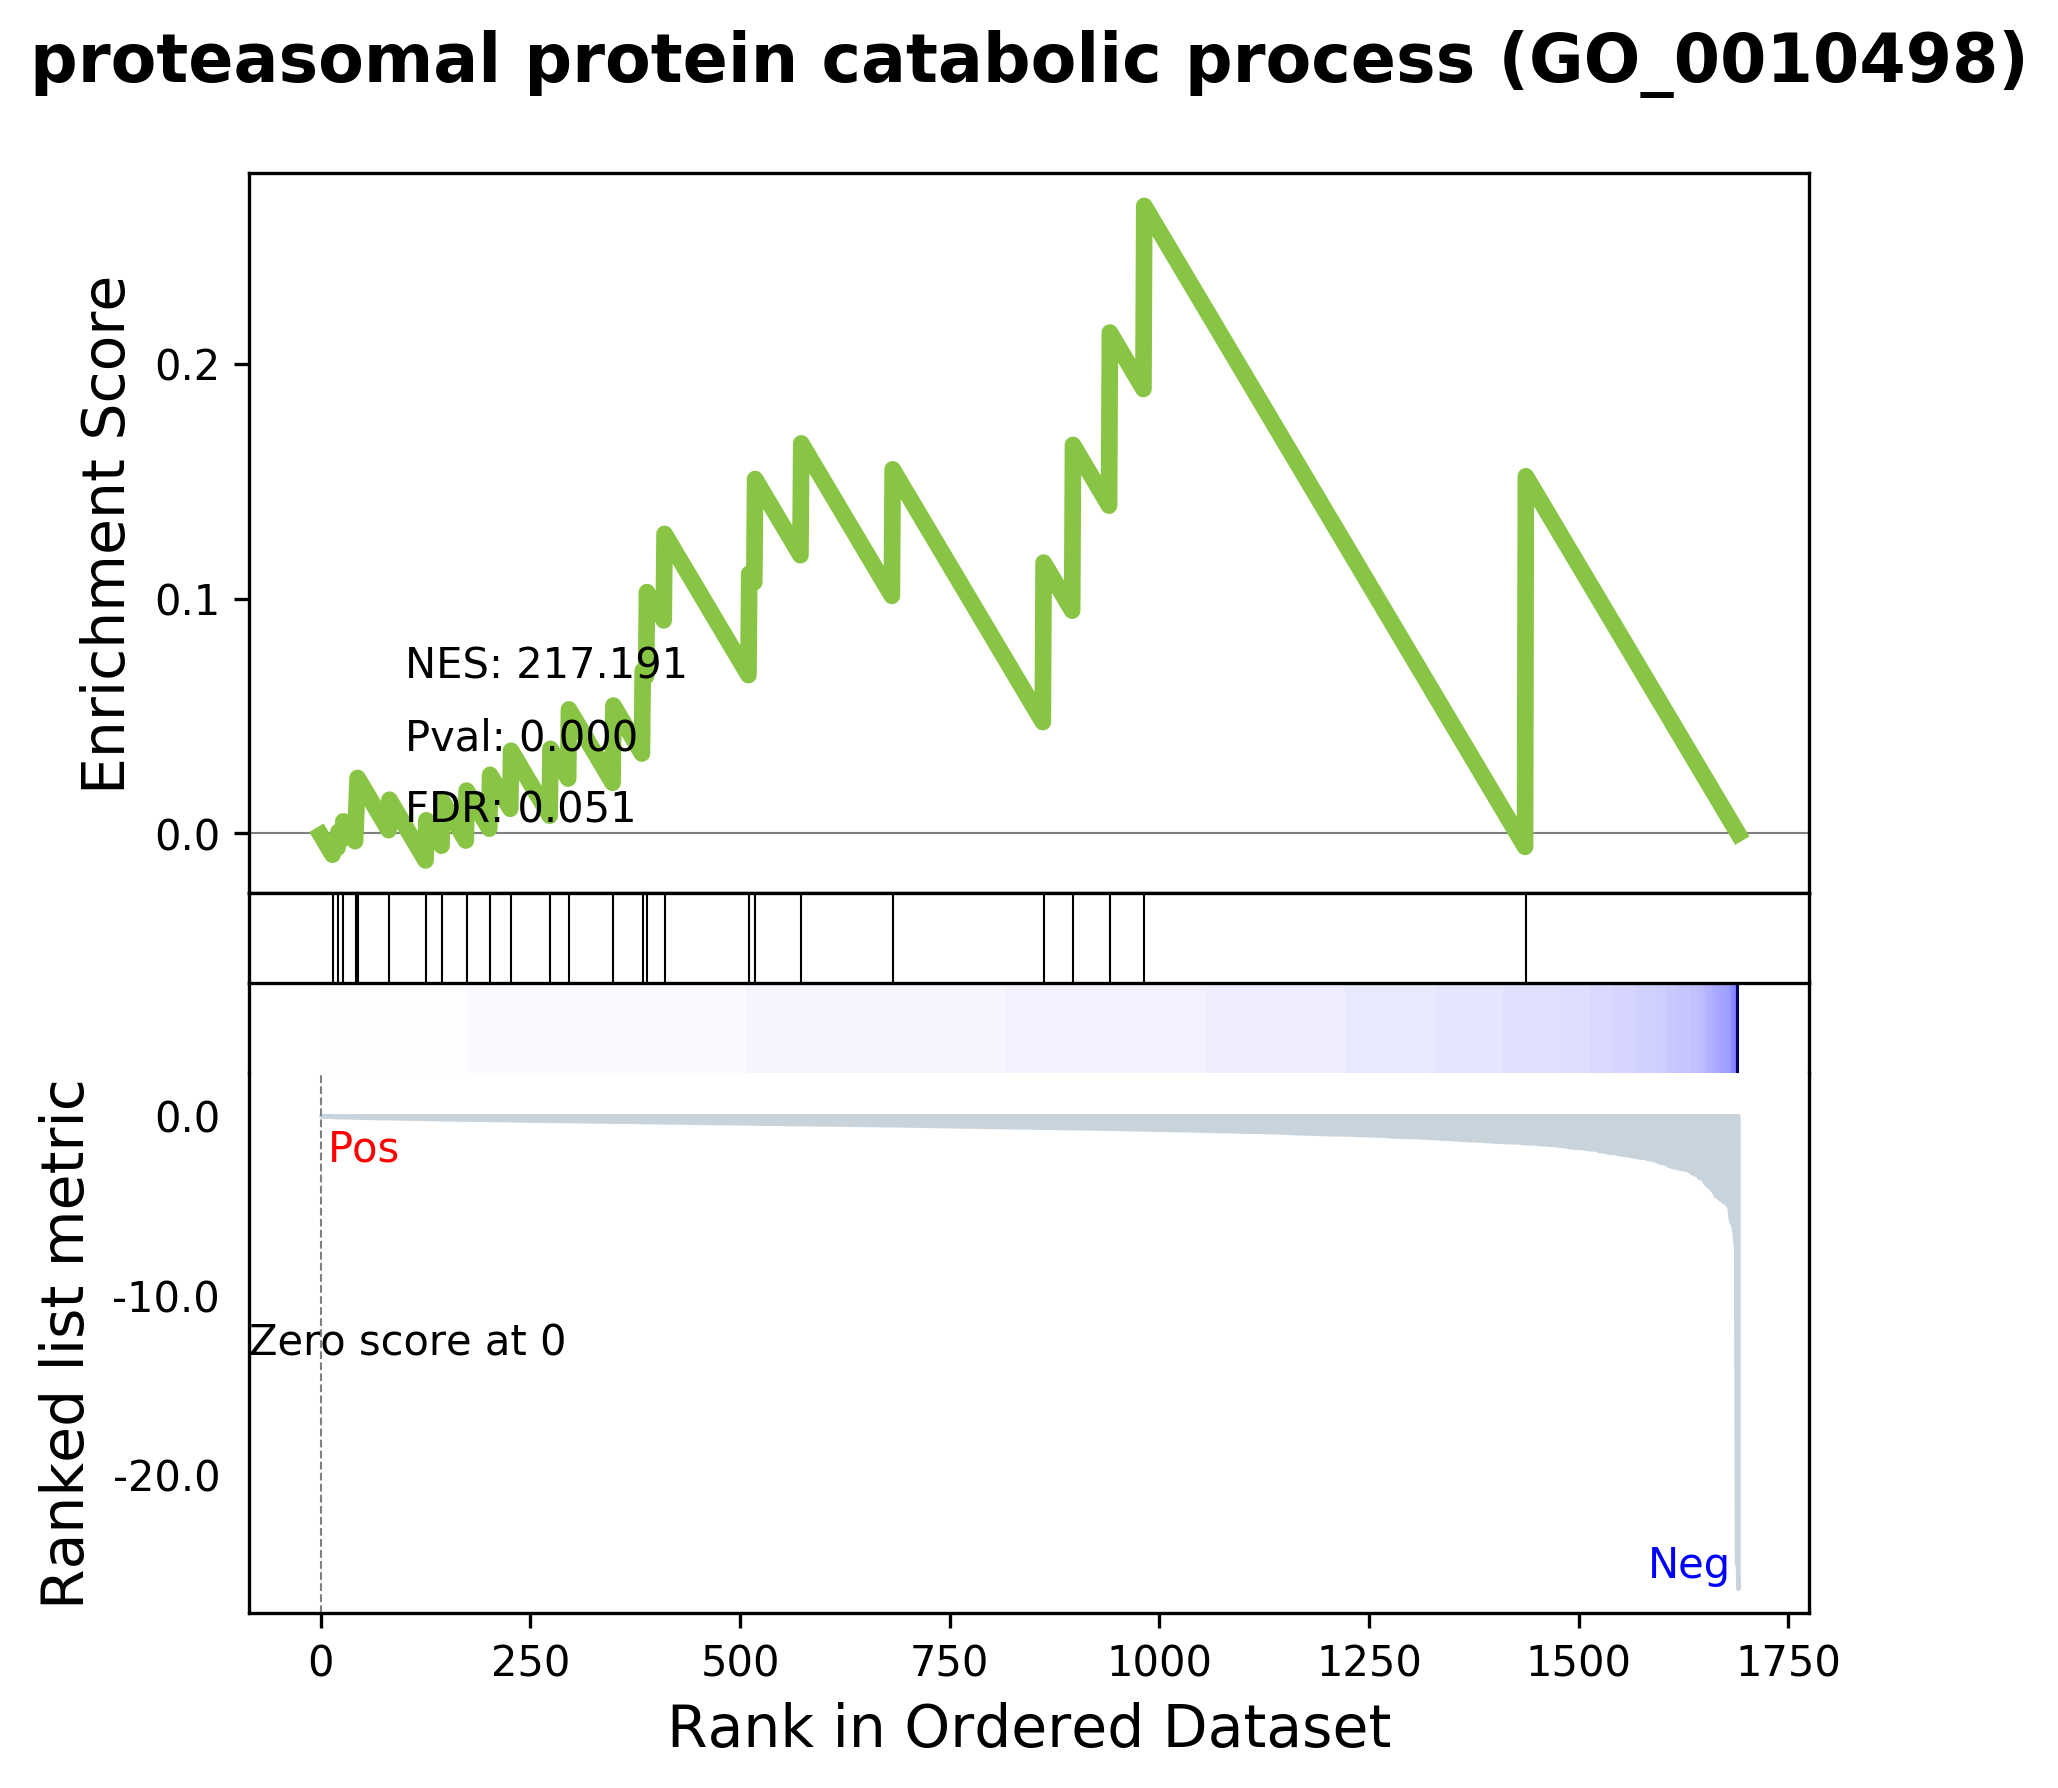 proteasomal protein catabolic process (GO_0010498)
Enrichment Score
0.2
0.1
0.0
NES: 217.191
Pval: 0.000
FDR: 0.051
Ranked list metric
0.0
-10.0
-20.0
Pos
Zero score at 0
Neg
0 250 500 750 1000 1250 1500 1750
Rank in Ordered Dataset